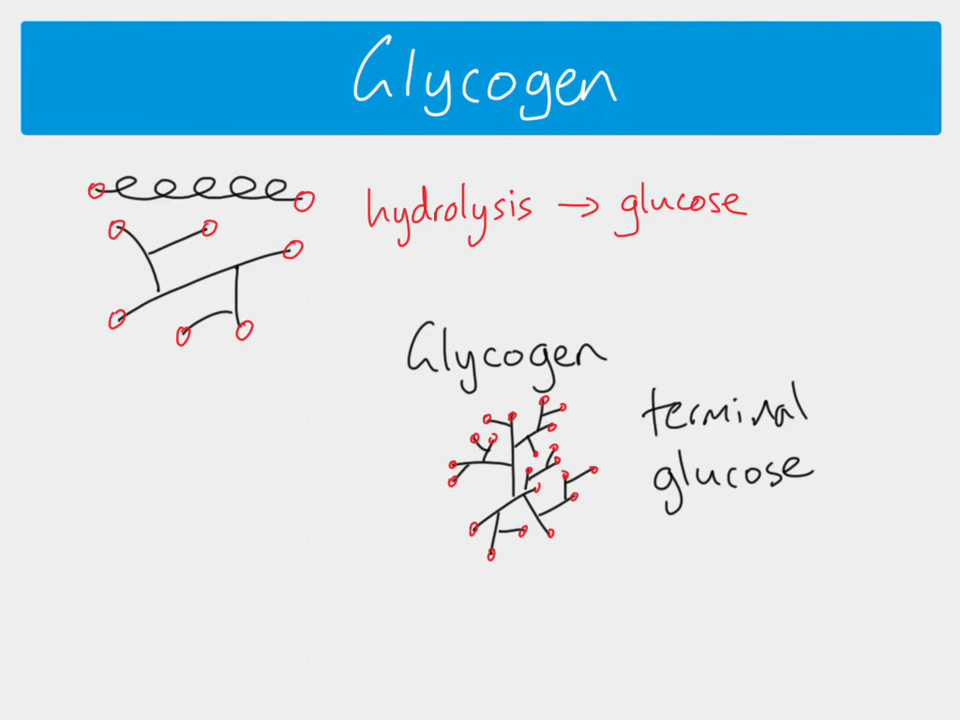 Glycogen
hydrolysis → glucose
Glycogen
terminal
glucose